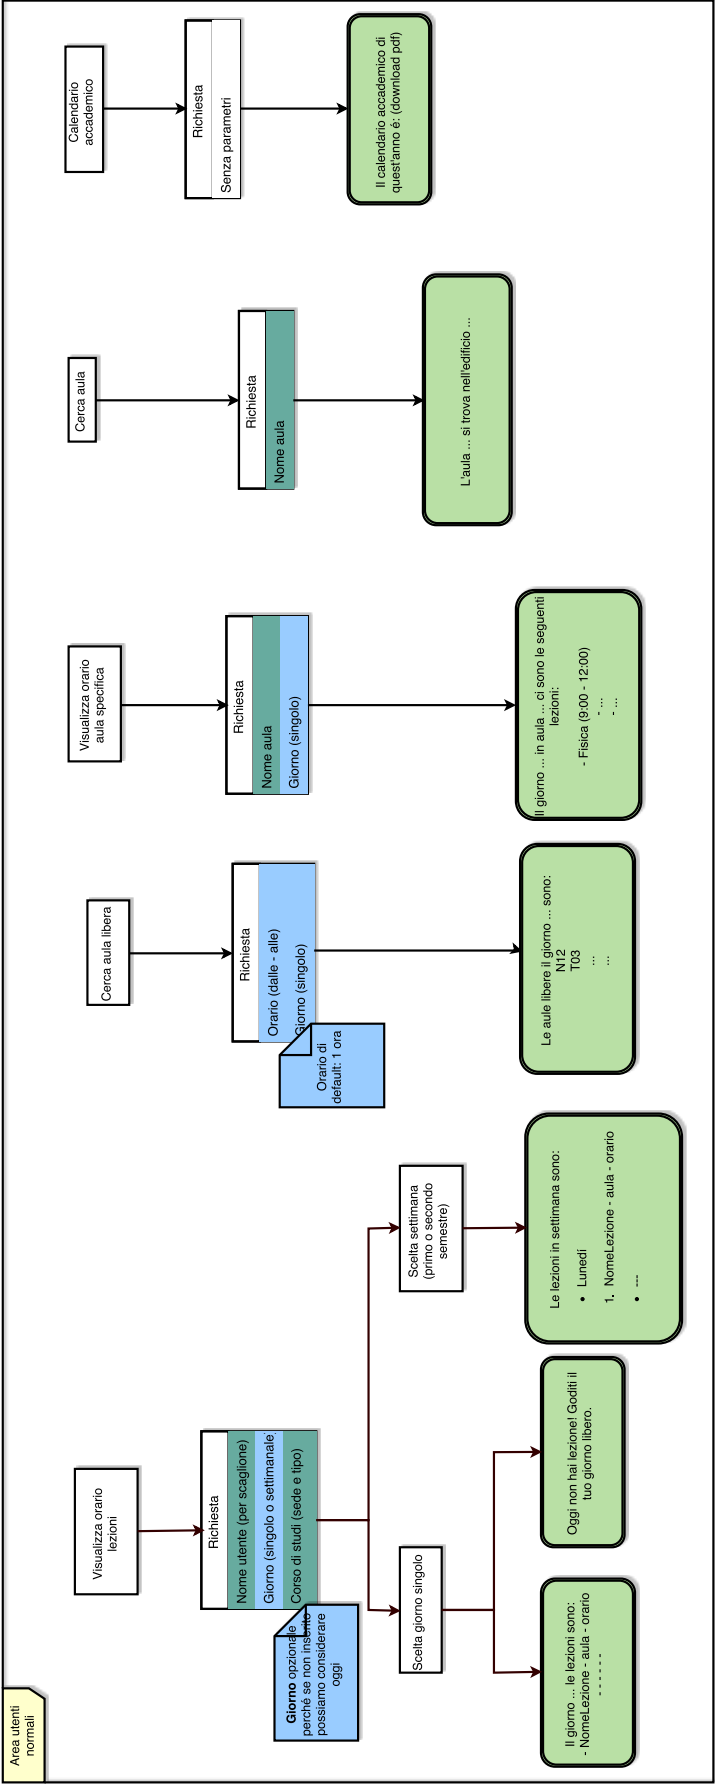 Area utenti
normali
Visualizza orario
lezioni
Richiesta
Nome utente (per scaglione)
Giorno (singolo o settimanale)
Corso di studi (sede e tipo)
Giorno opzionale
perché se non inserito
possiamo considerare
oggi
Scelta giorno singolo
Il giorno ... le lezioni sono:
- NomeLezione - aula - orario
- - - - - -
Oggi non hai lezione! Goditi il
tuo giorno libero.
Scelta settimana
(primo o secondo
semestre)
Le lezioni in settimana sono:
• Lunedí
1. NomeLezione - aula - orario
• ---
Cerca aula libera
Richiesta
Orario (dalle - alle)
Giorno (singolo)
Orario di
default: 1 ora
Le aule libere il giorno ... sono:
N12
T03
...
...
Visualizza orario
aula specifica
Richiesta
Nome aula
Giorno (singolo)
Il giorno ... in aula ... ci sono le seguenti
lezioni:
- Fisica (9:00 - 12:00)
- ...
- ...
Cerca aula
Richiesta
Nome aula
L'aula ... si trova nell'edificio ...
Calendario
accademico
Richiesta
Senza parametri
Il calendario accademico di
quest'anno é: (download pdf)